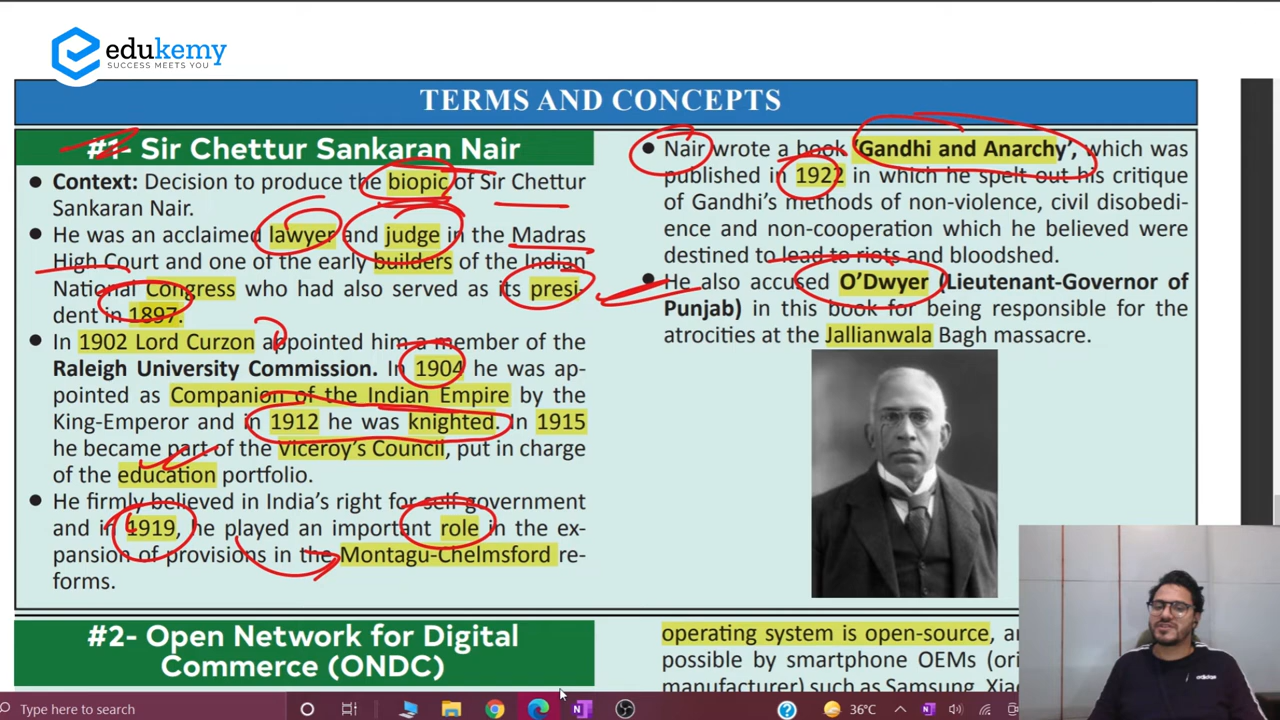 edukemy
SUCCESS MEETS YOU
TERMS AND CONCEPTS
#1- Sir Chettur Sankaran Nair
● Context: Decision to produce the biopic of Sir Chettur
Sankaran Nair.
● He was an acclaimed lawyer and judge in the Madras
High Court and one of the early builders of the Indian
National Congress who had also served as its presi-
dent in 1897.
● In 1902 Lord Curzon appointed him a member of the
Raleigh University Commission. In 1904 he was ap-
pointed as Companion of the Indian Empire by the
King-Emperor and in 1912 he was knighted. In 1915
he became part of the Viceroy's Council, put in charge
of the education portfolio.
● He firmly believed in India's right for self-government
and in 1919, he played an important role in the ex-
pansion of provisions in the Montagu-Chelmsford re-
forms.
● Nair wrote a book 'Gandhi and Anarchy', which was
published in 1922 in which he spelt out his critique
of Gandhi's methods of non-violence, civil disobedi-
ence and non-cooperation which he believed were
destined to lead to riots and bloodshed.
● He also accused O'Dwyer (Lieutenant-Governor of
Punjab) in this book for being responsible for the
atrocities at the Jallianwala Bagh massacre.
#2- Open Network for Digital
Commerce (ONDC)
operating system is open-source,
possible by smartphone OEMs
manufacturer) such as Samsung,
Type here to search
36°C